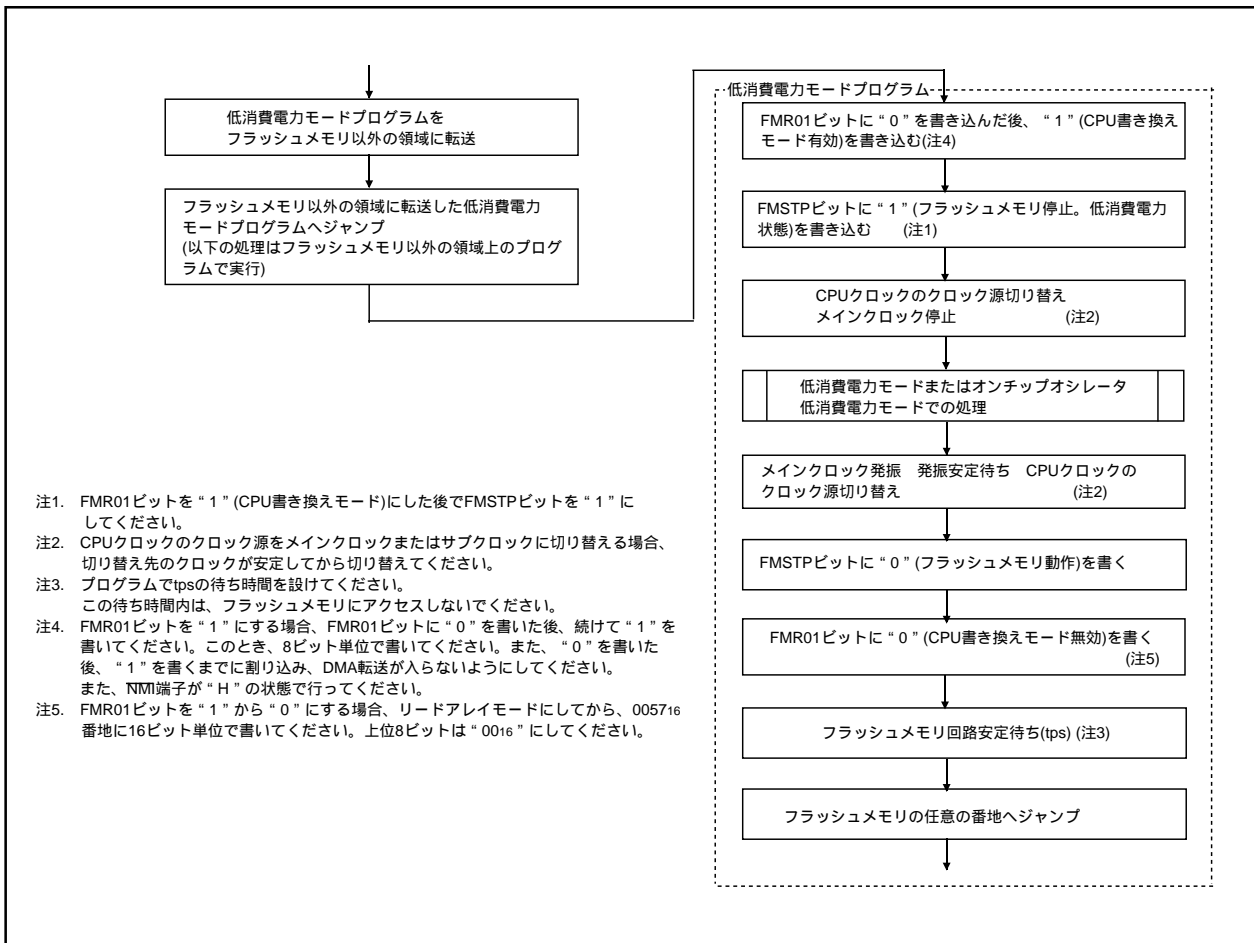 低消費電力モードプログラムを
フラッシュメモリ以外の領域に転送
フラッシュメモリ以外の領域に転送した低消費電力
モードプログラムへジャンプ
(以下の処理はフラッシュメモリ以外の領域上のプログ
ラムで実行)
低消費電力モードプログラム
FMR01ビットに“0”を書き込んだ後、“1”(CPU書き換え
モード有効)を書き込む(注4)
FMSTPビットに“1”(フラッシュメモリ停止。低消費電力
状態)を書き込む (注1)
CPUクロックのクロック源切り替え
メインクロック停止 (注2)
低消費電力モードまたはオンチップオシレータ
低消費電力モードでの処理
メインクロック発振 発振安定待ち CPUクロックの
クロック源切り替え (注2)
FMSTPビットに“0”(フラッシュメモリ動作)を書く
FMR01ビットに“0”(CPU書き換えモード無効)を書く
(注5)
フラッシュメモリ回路安定待ち(tps) (注3)
フラッシュメモリの任意の番地へジャンプ
注1. FMR01ビットを“1”(CPU書き換えモード)にした後でFMSTPビットを“1”に
してください。
注2. CPUクロックのクロック源をメインクロックまたはサブクロックに切り替える場合、
切り替え先のクロックが安定してから切り替えてください。
注3. プログラムでtpsの待ち時間を設けてください。
この待ち時間内は、フラッシュメモリにアクセスしないでください。
注4. FMR01ビットを“1”にする場合、FMR01ビットに“0”を書いた後、続けて“1”を
書いてください。このとき、8ビット単位で書いてください。また、“0”を書いた
後、“1”を書くまでに割り込み、DMA転送が入らないようにしてください。
また、NMI端子が“H”の状態で行ってください。
注5. FMR01ビットを“1”から“0”にする場合、リードアレイモードにしてから、005716
番地に16ビット単位で書いてください。上位8ビットは“0016”にしてください。